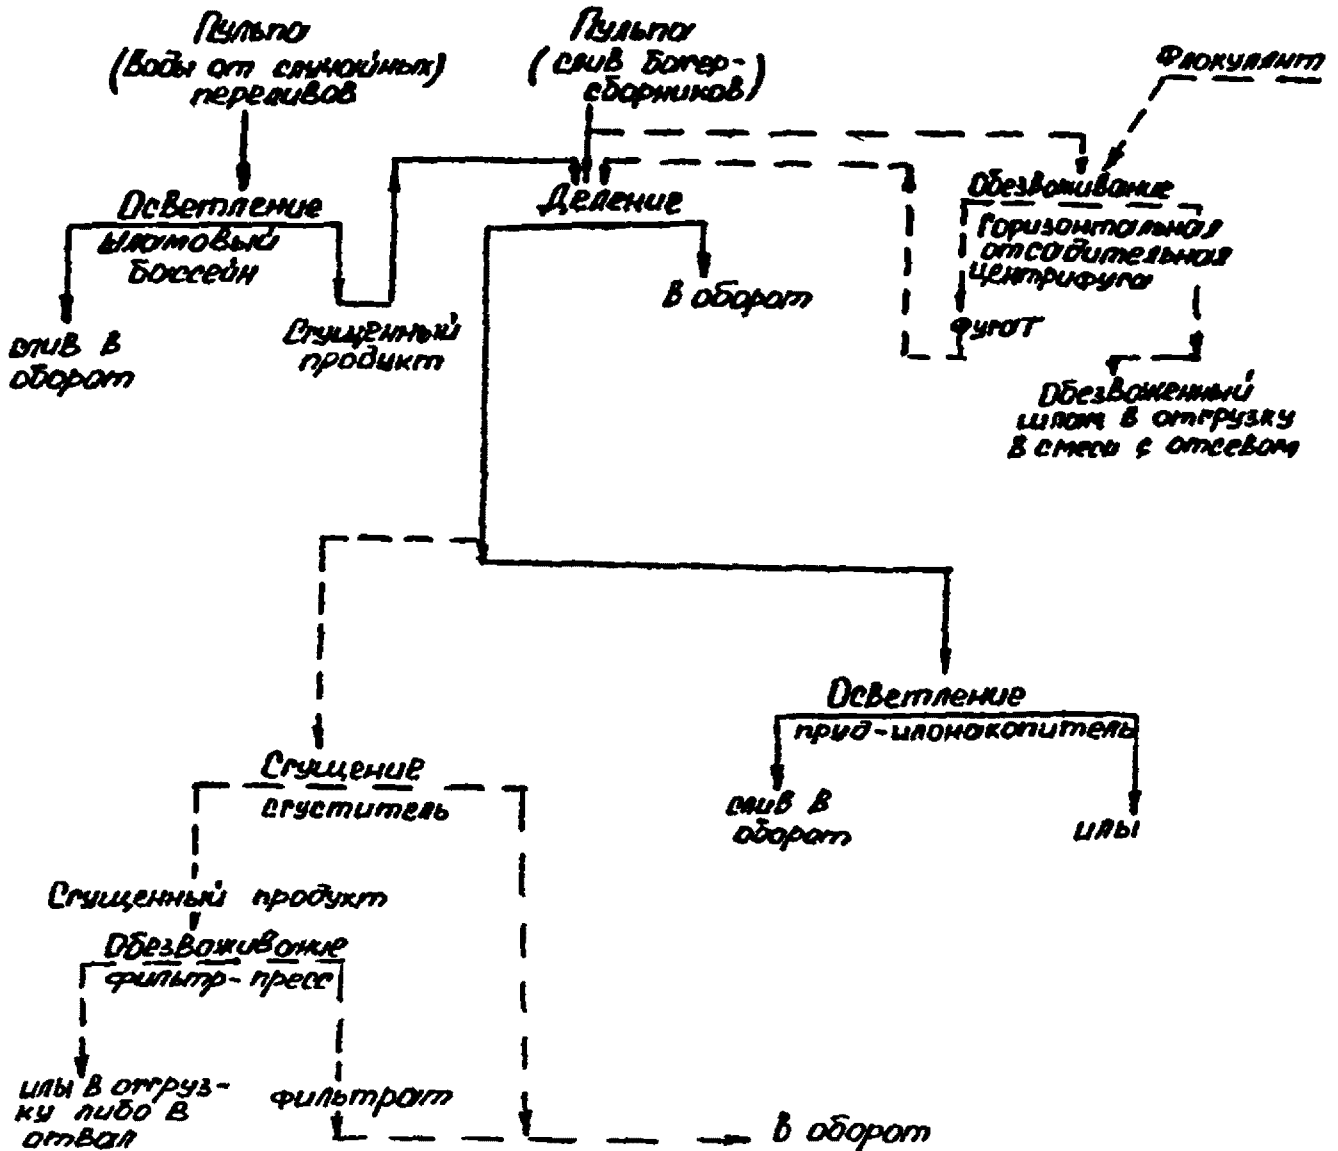 Пульпа
(воды от случайных
переливов
Пульпа
(слив багер-
сборников)
Флокулянт
Осветление
Шламовый
бассейн
слив в
оборот
Сгущенный
продукт
Деление
В оборот
Обезвоживание
Горизонтальная
отсадительная
центрифуга
Фугат
Обезвоженный
шлам в отгрузку
в смеси с отсевом
Осветление
пруд-илонакопитель
слив в
оборот
илы
Сгущение
сгуститель
Сгущенный продукт
Обезвоживание
фильтр-пресс
илы в отгруз-
ку либо в
отвал
фильтрат
В оборот